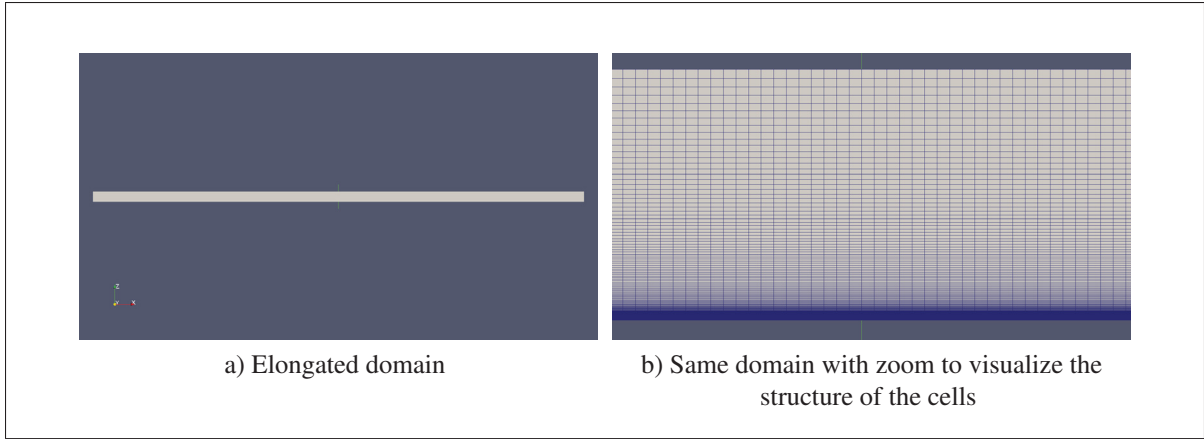 Z
Y
X
a) Elongated domain
b) Same domain with zoom to visualize the
structure of the cells